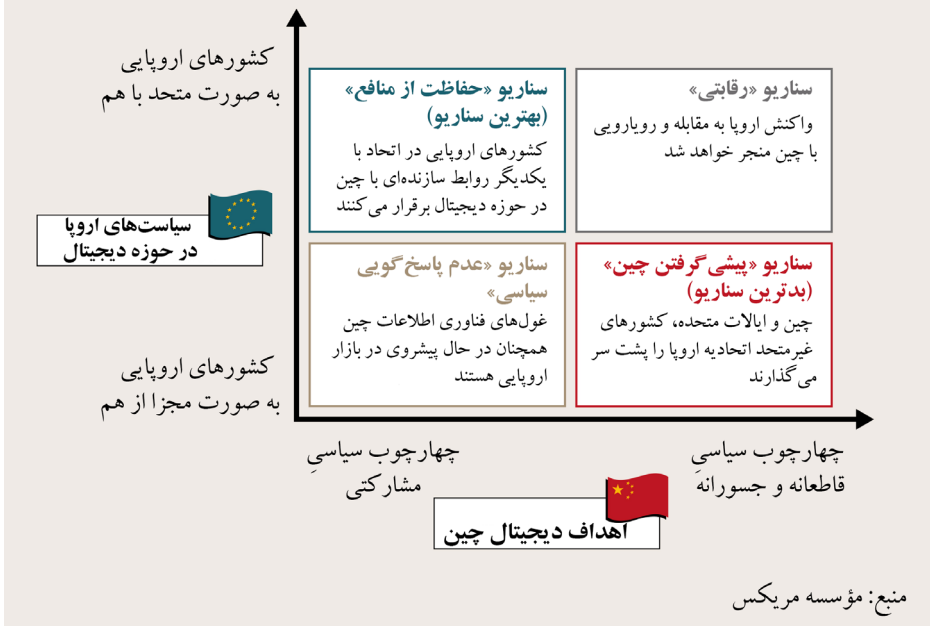 کشورهای اروپایی
به صورت متحد با هم
سناریو «حفاظت از منافع»
(بهترین سناریو)
کشورهای اروپایی در اتحاد با
یکدیگر روابط سازنده‌ای با چین
در حوزه دیجیتال برقرار می‌کنند
سناریو «رقابتی»
واکنش اروپا به مقابله و رویارویی
با چین منجر خواهد شد
سیاست‌های اروپا
در حوزه دیجیتال
سناریو «عدم پاسخ‌گویی
سیاسی»
غول‌های فناوری اطلاعات چین
همچنان در حال پیشروی در بازار
اروپایی هستند
سناریو «پیشی‌گرفتن چین»
(بدترین سناریو)
چین و ایالات متحده، کشورهای
غیرمتحد اتحادیه اروپا را پشت سر
می‌گذارند
کشورهای اروپایی
به صورت مجزا از هم
چهارچوب سیاسیِ
مشارکتی
چهارچوب سیاسیِ
قاطعانه و جسورانه
اهداف دیجیتال چین
منبع: مؤسسه مریکس